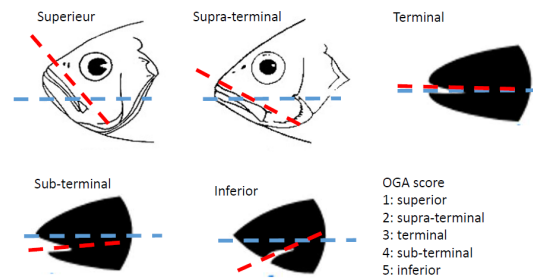 Superieur
Supra-terminal
Terminal
Sub-terminal
Inferior
OGA score
1: superior
2: supra-terminal
3: terminal
4: sub-terminal
5: inferior